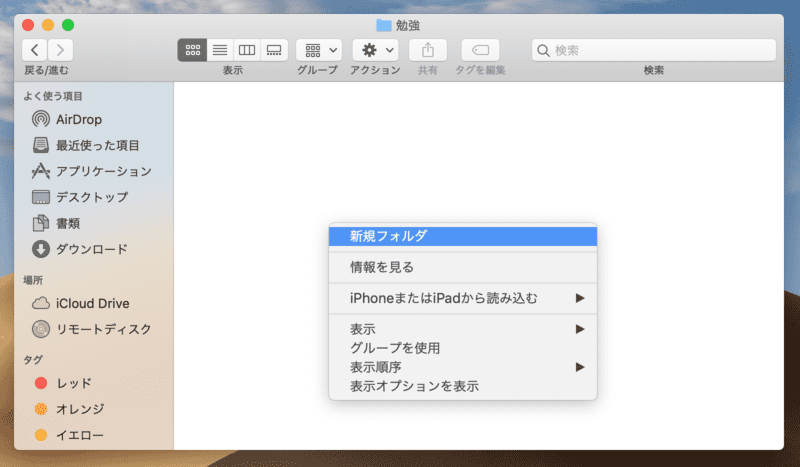 勉強
検索
戻る/進む
表示
グループ
アクション
共有
タグを編集
検索
よく使う項目
AirDrop
最近使った項目
アプリケーション
デスクトップ
書類
ダウンロード
場所
iCloud Drive
リモートディスク
タグ
レッド
オレンジ
イエロー
新規フォルダ
情報を見る
iPhoneまたはiPadから読み込む
表示
グループを使用
表示順序
表示オプションを表示